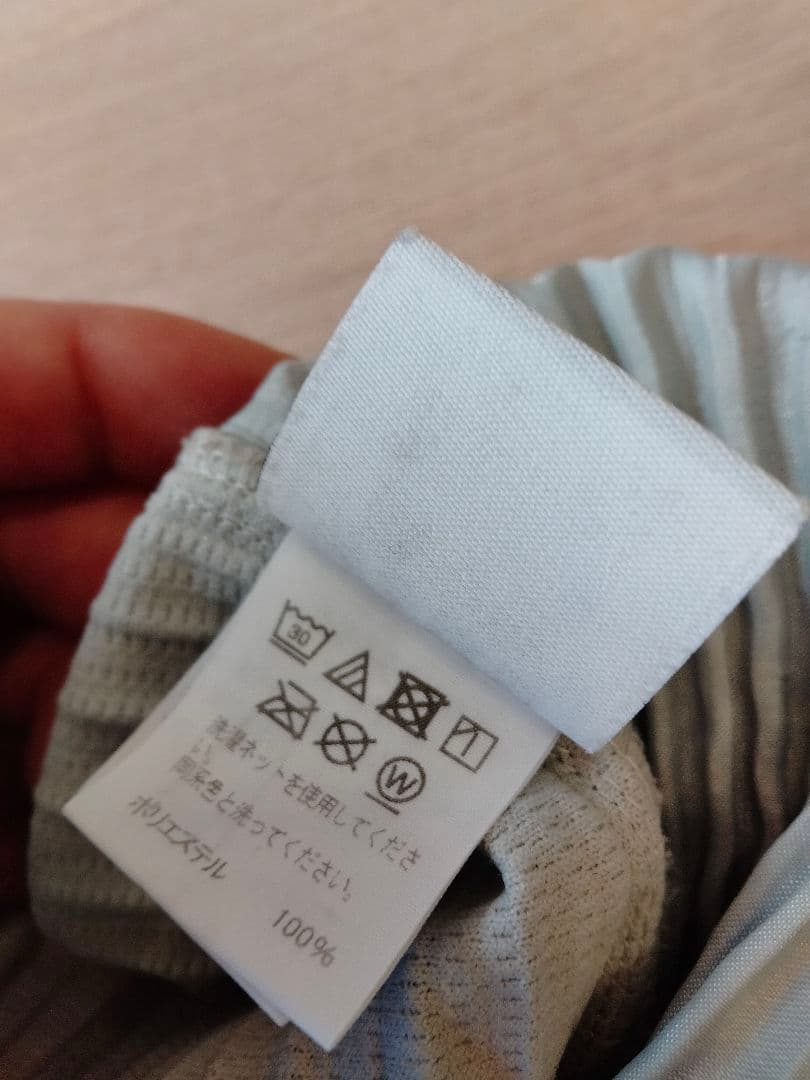 30
W
洗濯ネットを使用してくださ
い。
同系色と洗ってください。
ポリエステル
100%